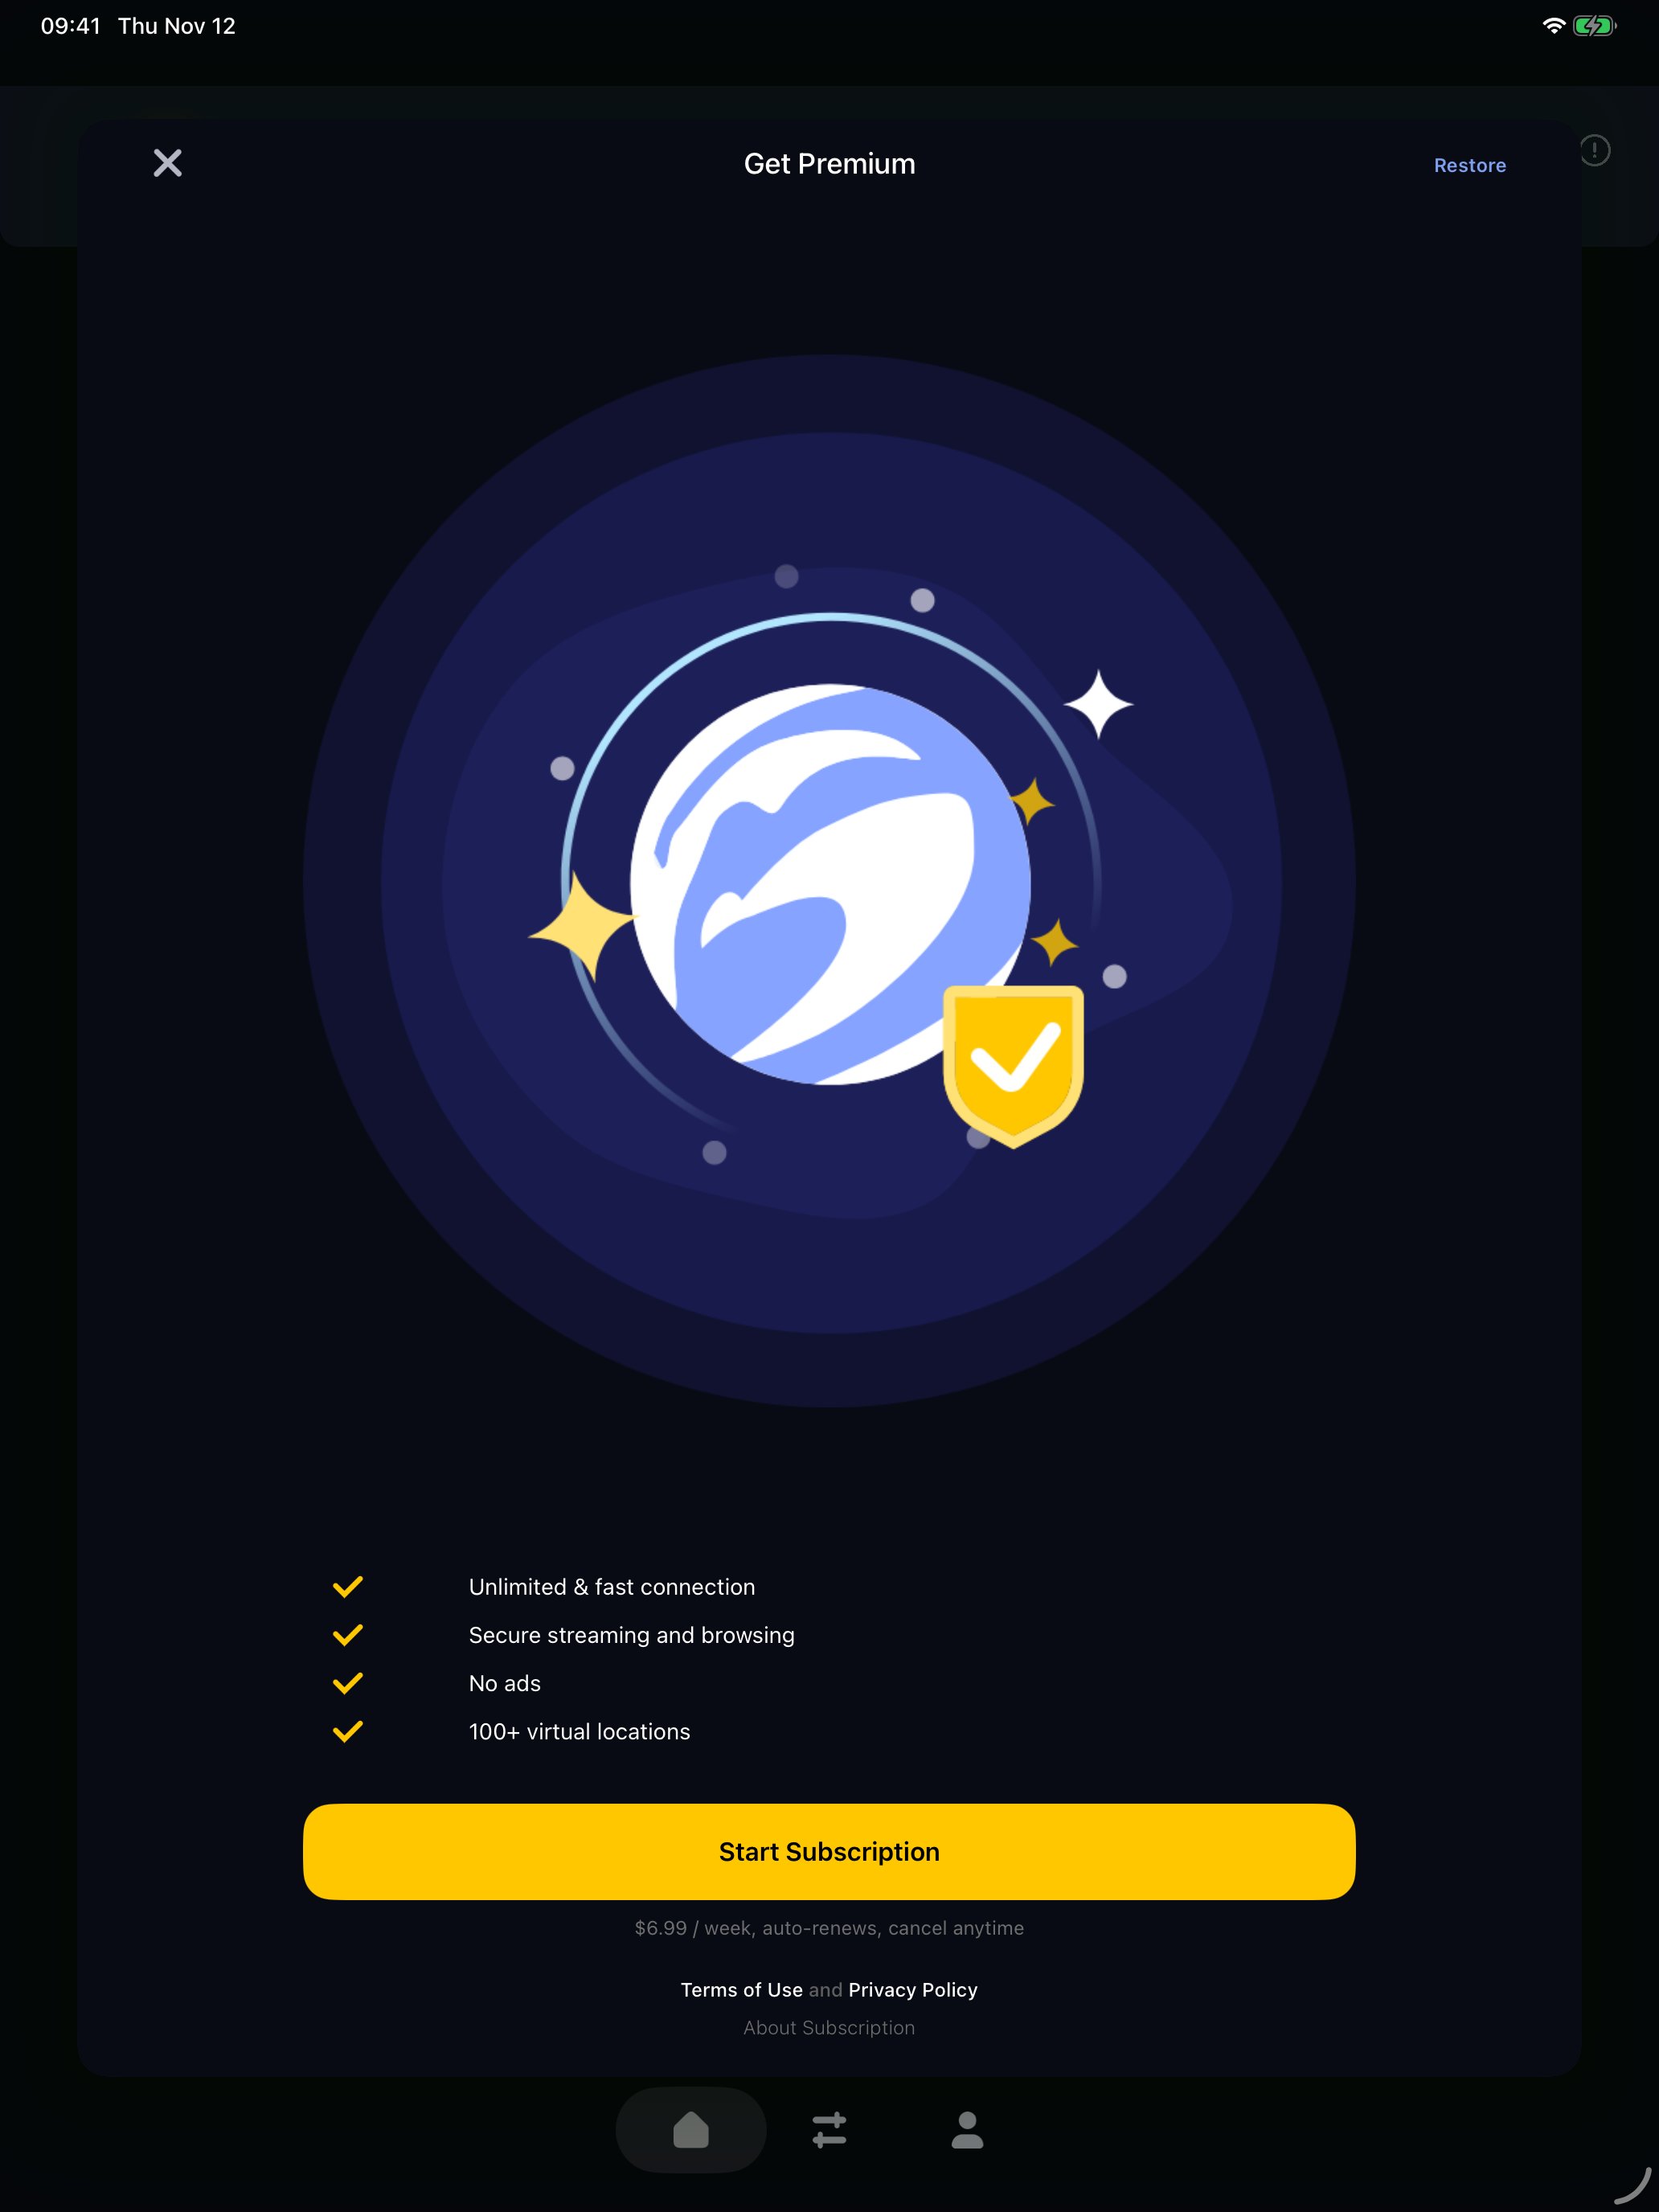 09:41 Thu Nov 12
Get Premium
Restore
Unlimited & fast connection
Secure streaming and browsing
No ads
100+ virtual locations
Start Subscription
$6.99 / week, auto-renews, cancel anytime
Terms of Use and Privacy Policy
About Subscription